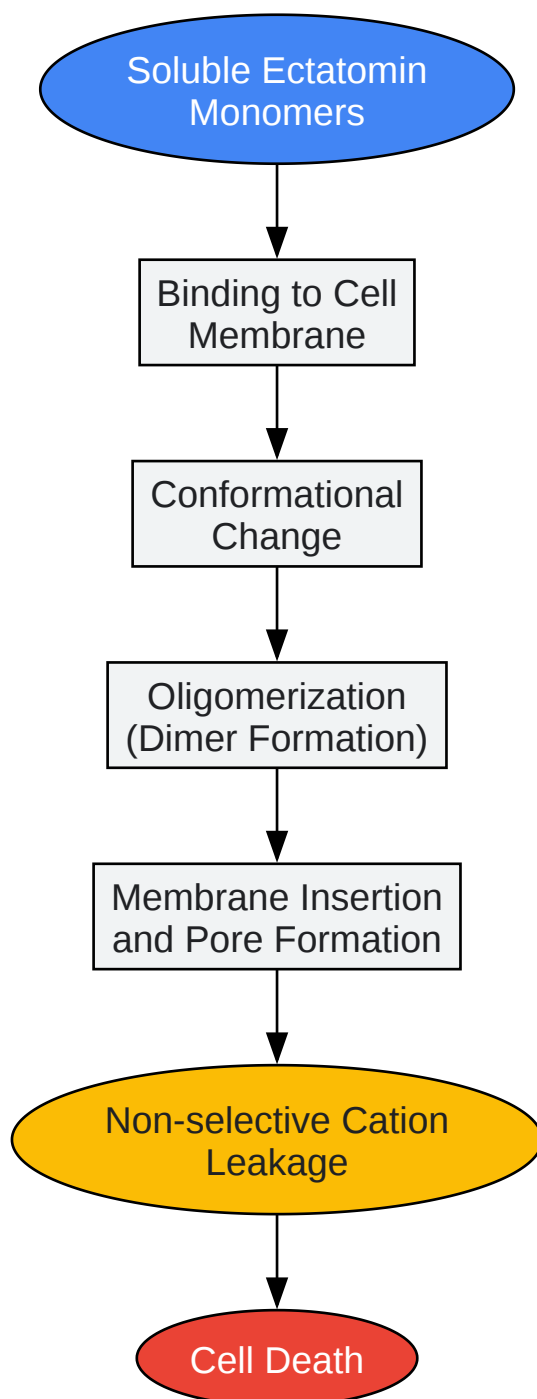 Soluble Ectatomin
Monomers
Binding to Cell
Membrane
Conformational
Change
Oligomerization
(Dimer Formation)
Membrane Insertion
and Pore Formation
Non-selective Cation
Leakage
Cell Death